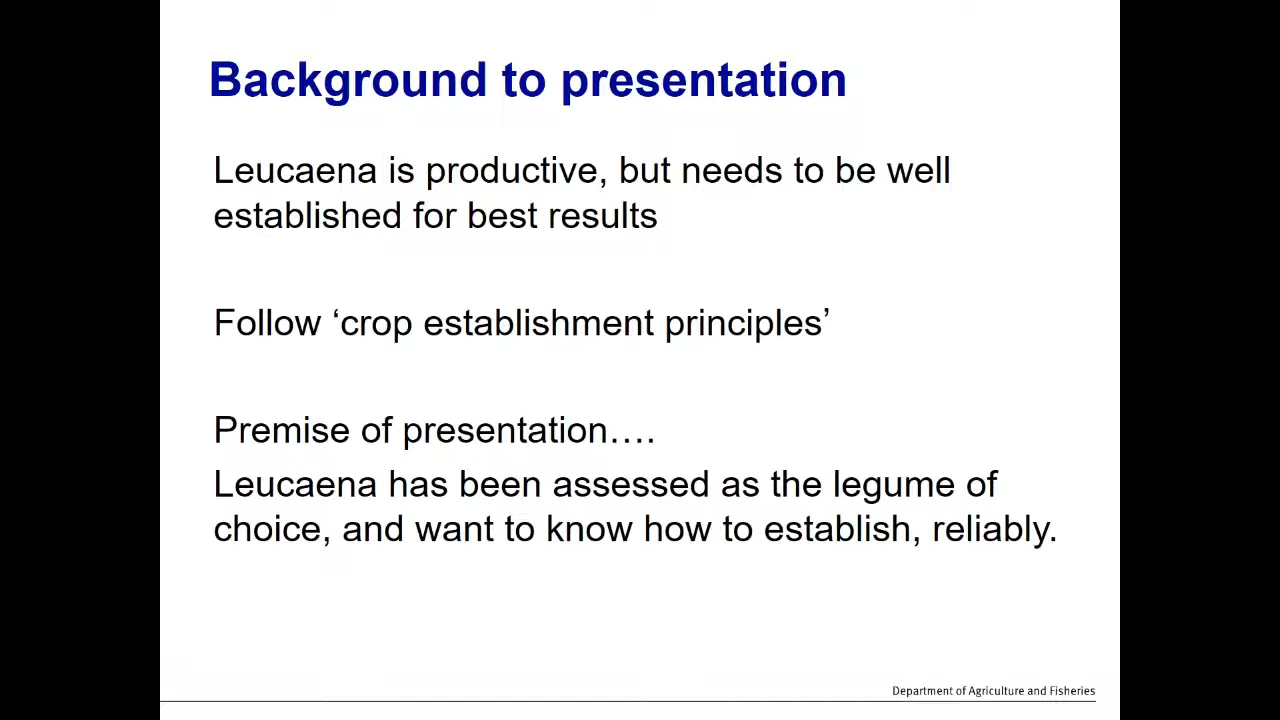 Background to presentation
Leucaena is productive, but needs to be well
established for best results
Follow ‘crop establishment principles’
Premise of presentation….
Leucaena has been assessed as the legume of
choice, and want to know how to establish, reliably.
Department of Agriculture and Fisheries